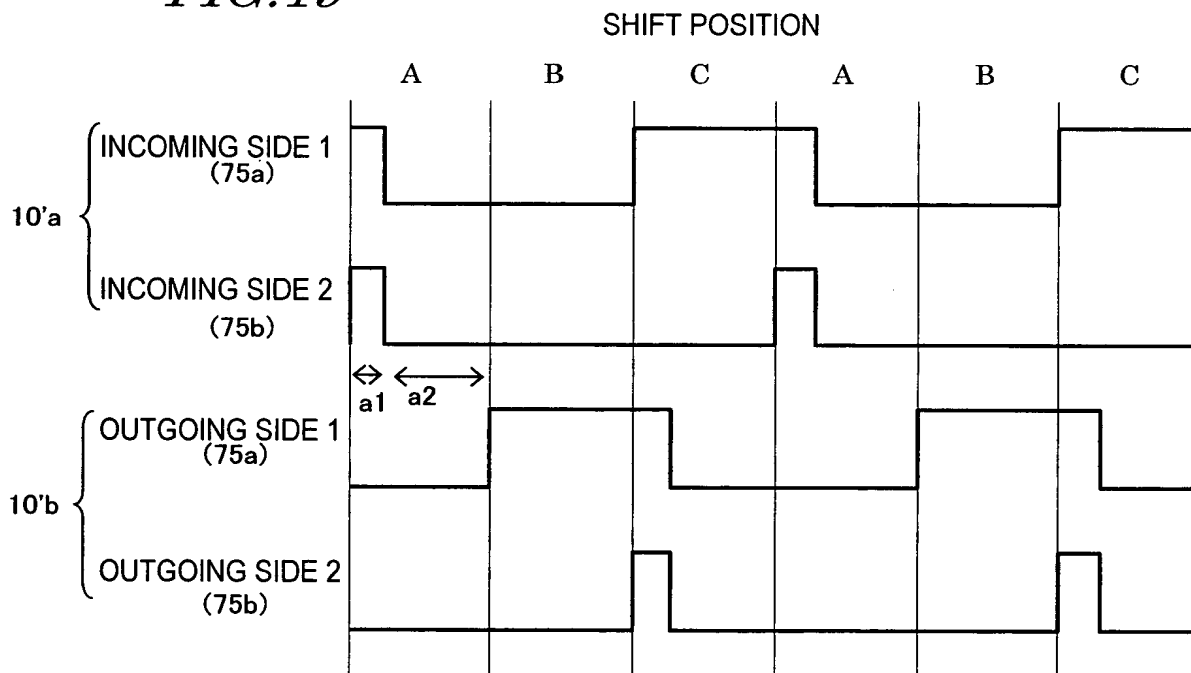 SHIFT POSITION
A B C A B C
INCOMING SIDE 1
(75a)
10'a
INCOMING SIDE 2
(75b)
a1 a2
OUTGOING SIDE 1
(75a)
10'b
OUTGOING SIDE 2
(75b)